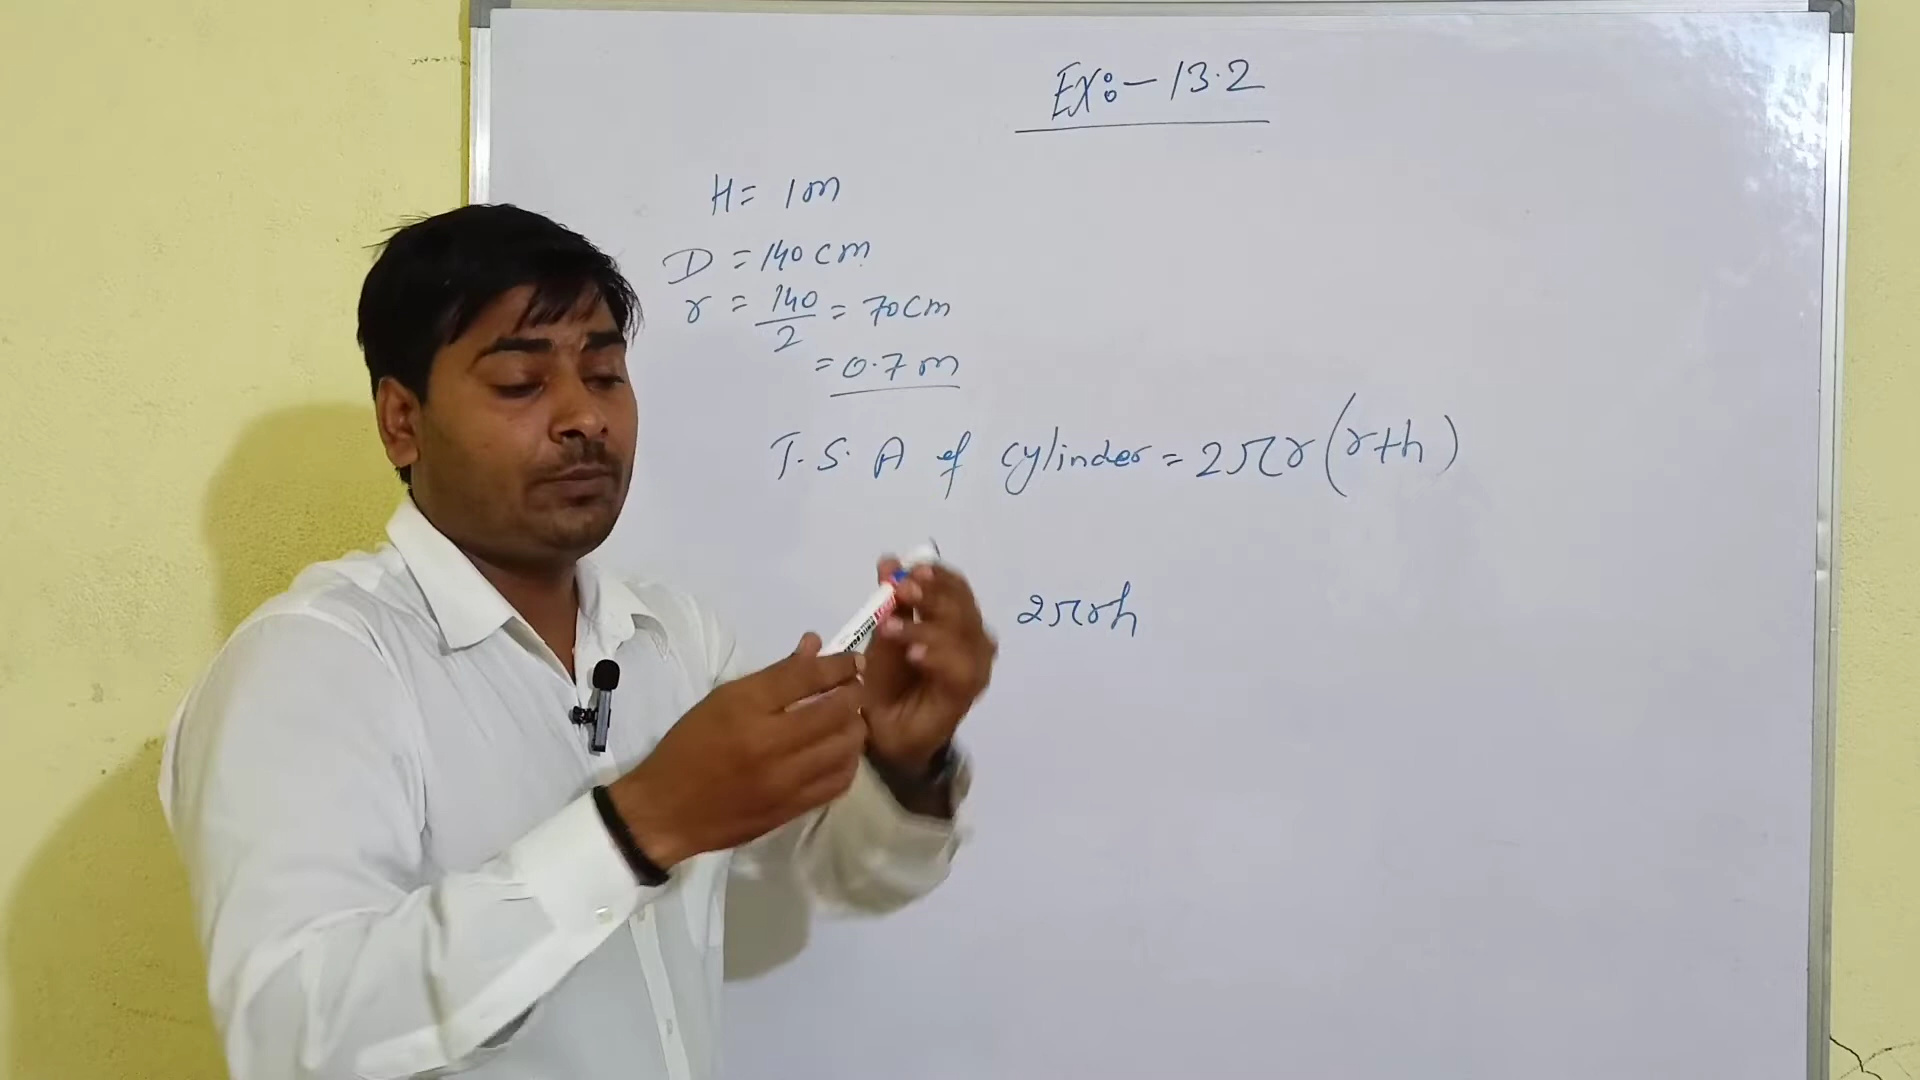 Ex:- 13.2
H = 1m
D = 140 cm
r = 140/2 = 70cm
= 0.7 m
T.S.A of cylinder = 2πr(r+h)
2πrh